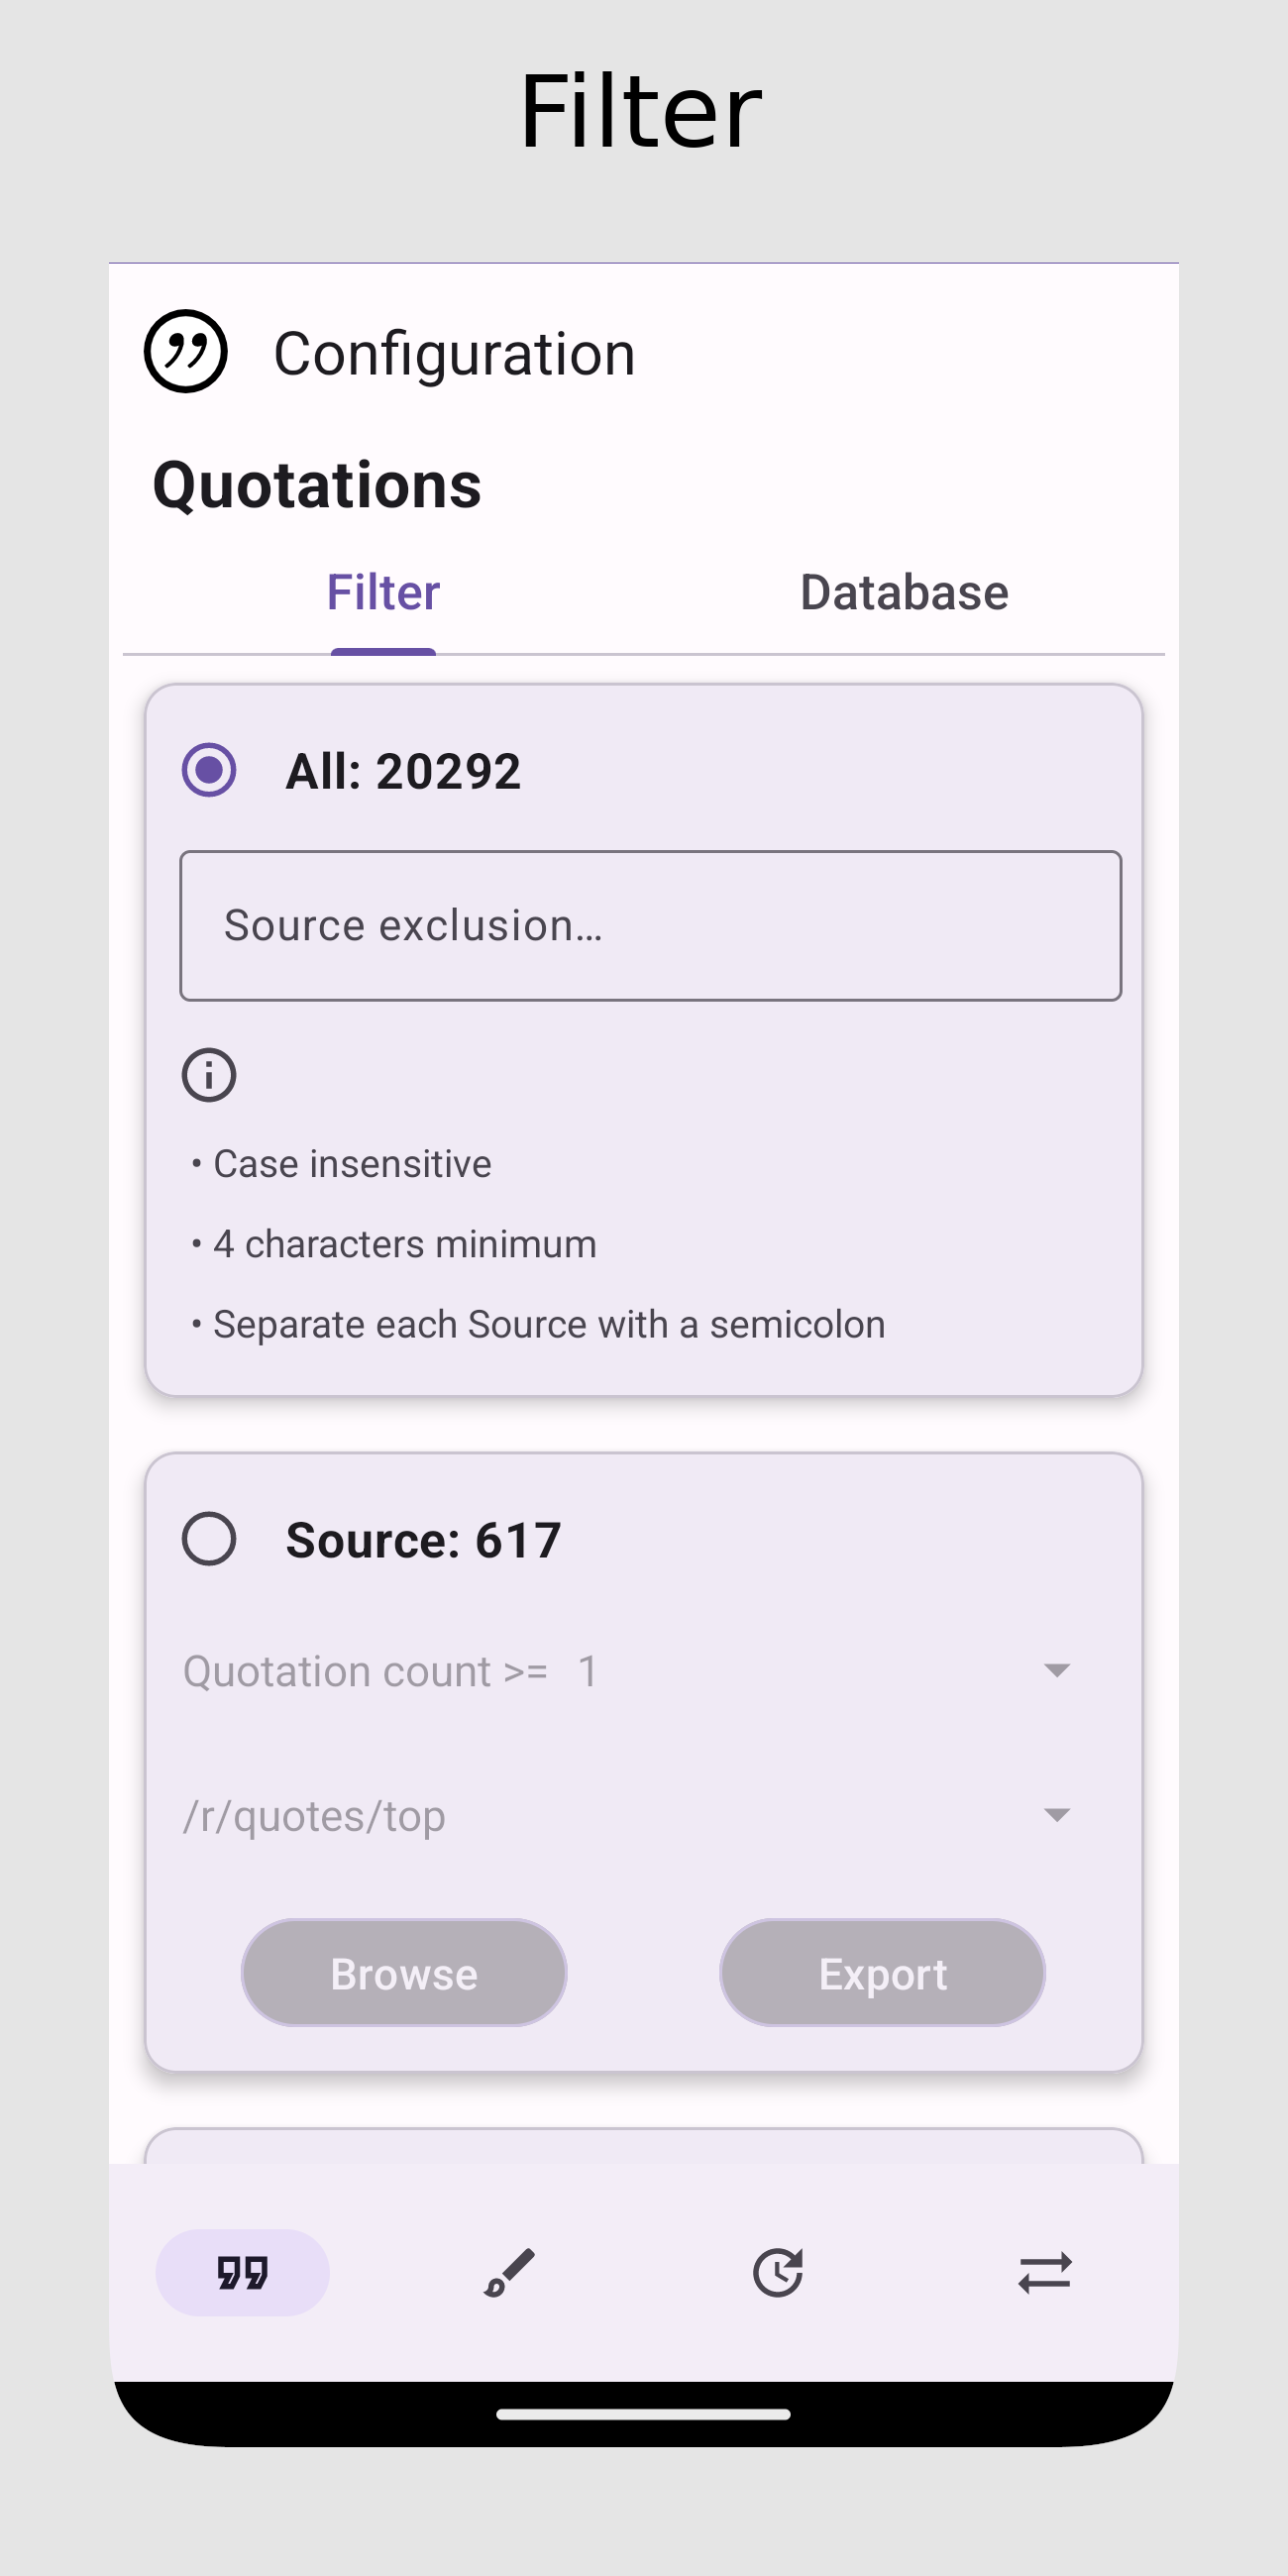 Filter
Configuration
Quotations
Filter
Database
All: 20292
Source exclusion…
• Case insensitive
• 4 characters minimum
• Separate each Source with a semicolon
Source: 617
Quotation count >= 1
/r/quotes/top
Browse
Export